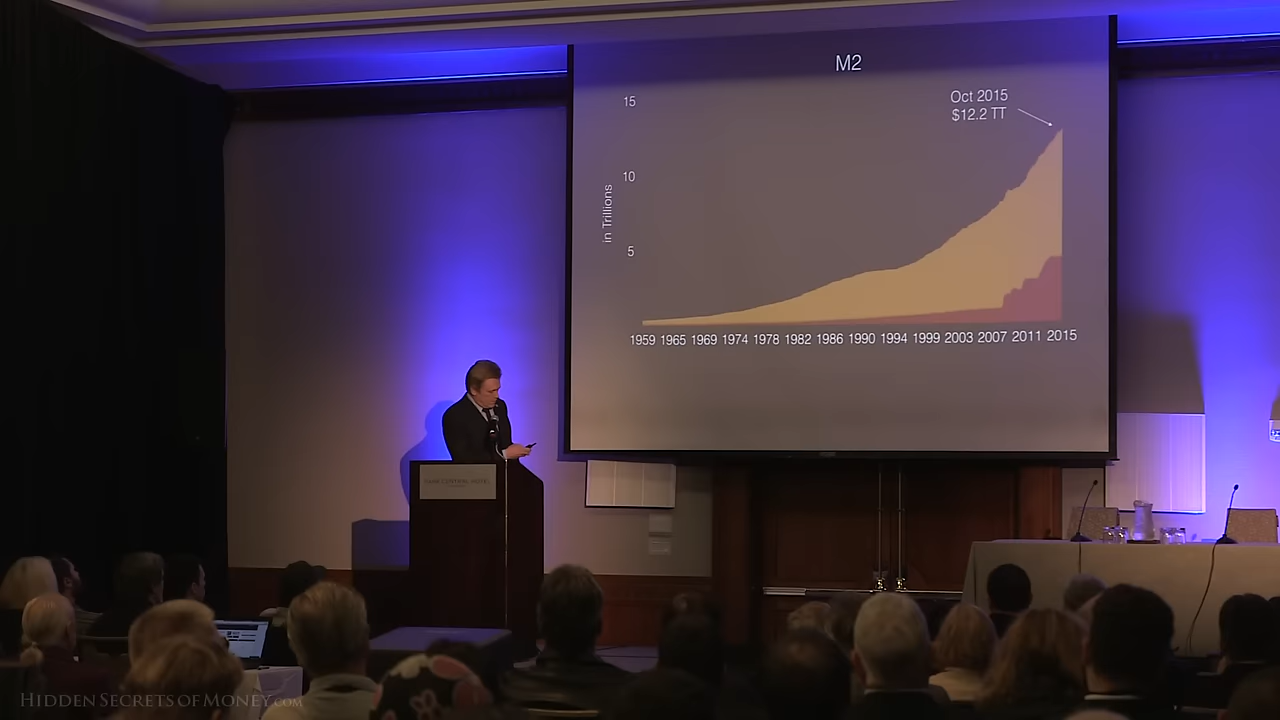 M2
15
Oct 2015
$12.2 TT
10
in Trillions
5
1959 1965 1969 1974 1978 1982 1986 1990 1994 1999 2003 2007 2011 2015
HIDDEN SECRETS OF MONEY.COM